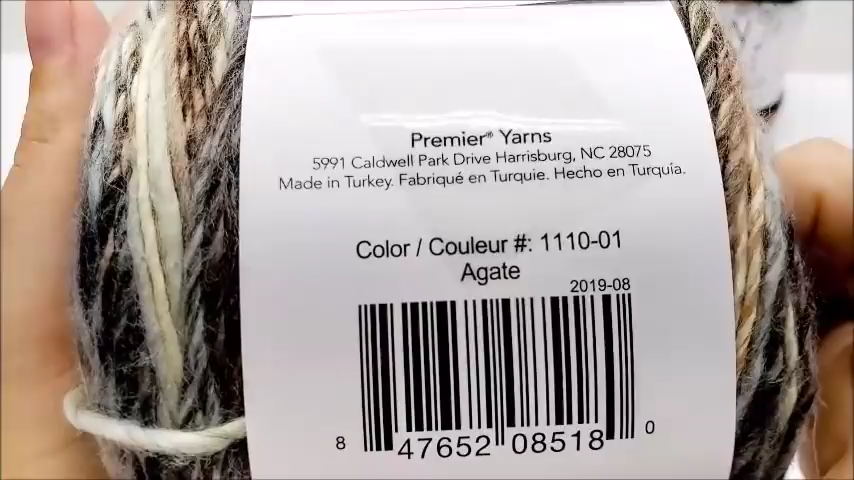 Premier® Yarns
5991 Caldwell Park Drive Harrisburg, NC 28075
Made in Turkey. Fabriqué en Turquie. Hecho en Turquía.
Color / Couleur #: 1110-01
Agate
2019-08
8 47652 08518 0